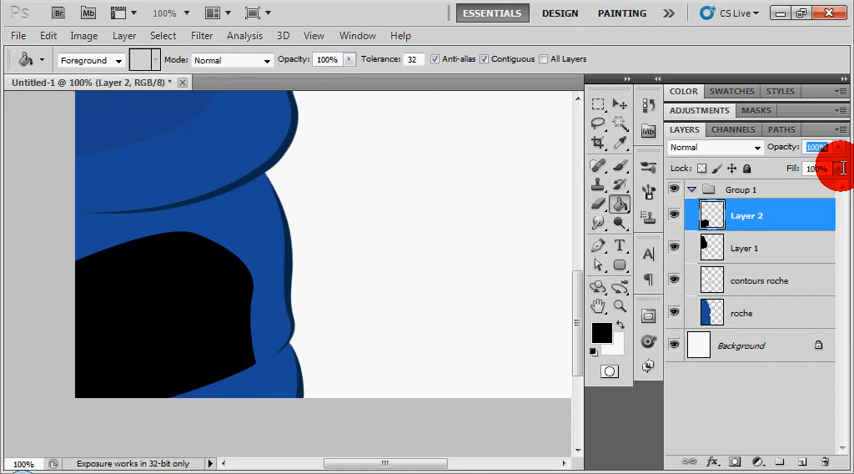 Ps Br Mb 100% ESSENTIALS DESIGN PAINTING » CS Live
File Edit Image Layer Select Filter Analysis 3D View Window Help
Foreground Mode: Normal Opacity: 100% Tolerance: 32 Anti-alias Contiguous All Layers
Untitled-1 @ 100% (Layer 2, RGB/8) *
COLOR SWATCHES STYLES
ADJUSTMENTS MASKS
LAYERS CHANNELS PATHS
Normal Opacity: 100%
Lock: Fill: 100%
Group 1
Layer 2
Layer 1
contours roche
roche
Background
100% Exposure works in 32-bit only